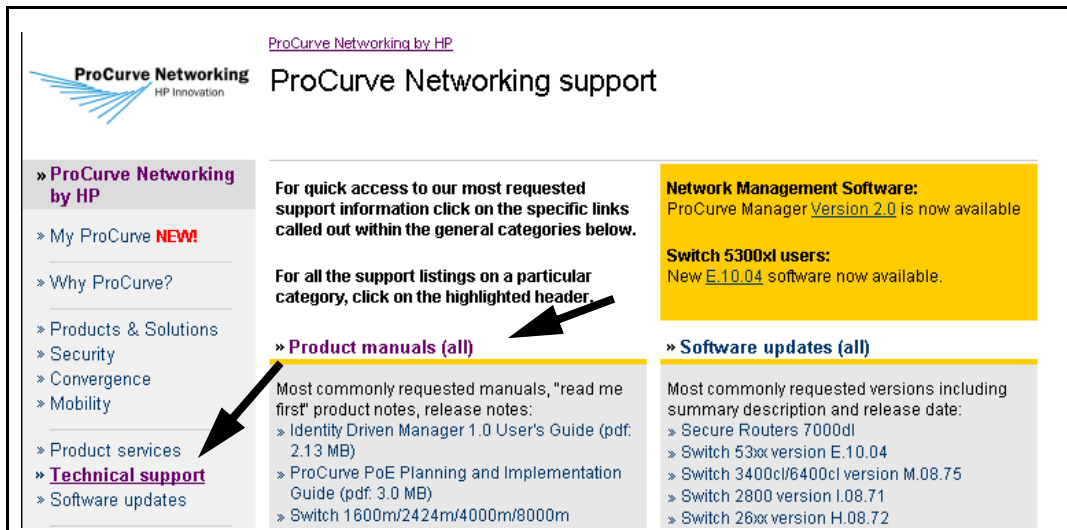 ProCurve Networking
HP Innovation
ProCurve Networking by HP
ProCurve Networking support
» ProCurve Networking
by HP
» My ProCurve NEW!
» Why ProCurve?
» Products & Solutions
» Security
» Convergence
» Mobility
» Product services
» Technical support
» Software updates
For quick access to our most requested
support information click on the specific links
called out within the general categories below.
For all the support listings on a particular
category, click on the highlighted header.
» Product manuals (all)
Most commonly requested manuals, "read me
first" product notes, release notes:
» Identity Driven Manager 1.0 User's Guide (pdf:
2.13 MB)
» ProCurve PoE Planning and Implementation
Guide (pdf: 3.0 MB)
» Switch 1600m/2424m/4000m/8000m
Network Management Software:
ProCurve Manager Version 2.0 is now available
Switch 5300xl users:
New E.10.04 software now available.
» Software updates (all)
Most commonly requested versions including
summary description and release date:
» Secure Routers 7000dl
» Switch 53xx version E.10.04
» Switch 3400cl/6400cl version M.08.75
» Switch 2800 version I.08.71
» Switch 26xx version H.08.72